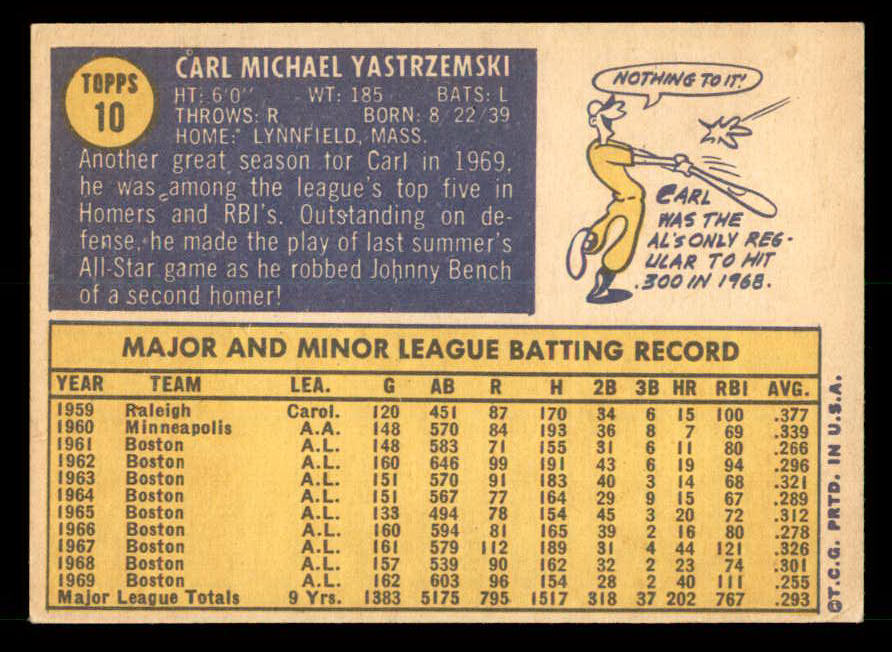 TOPPS
10
CARL MICHAEL YASTRZEMSKI
HT: 6'0" WT: 185 BATS: L
THROWS: R BORN: 8/22/39
HOME: LYNNFIELD, MASS.
Another great season for Carl in 1969,
he was among the league's top five in
Homers and RBI's. Outstanding on de-
fense, he made the play of last summer's
All-Star game as he robbed Johnny Bench
of a second homer!
NOTHING TO IT!
CARL
WAS THE
AL'S ONLY REG-
ULAR TO HIT
.300 IN 1968.
MAJOR AND MINOR LEAGUE BATTING RECORD
YEAR TEAM LEA. G AB R H 2B 3B HR RBI AVG.
1959 Raleigh Carol. 120 451 87 170 34 6 15 100 .377
1960 Minneapolis A.A. 148 570 84 193 36 8 7 69 .339
1961 Boston A.L. 148 583 71 155 31 6 11 80 .266
1962 Boston A.L. 160 646 99 191 43 6 19 94 .296
1963 Boston A.L. 151 570 91 183 40 3 14 68 .321
1964 Boston A.L. 151 567 77 164 29 9 15 67 .289
1965 Boston A.L. 133 494 78 154 45 3 20 72 .312
1966 Boston A.L. 160 594 81 165 39 2 16 80 .278
1967 Boston A.L. 161 579 112 189 31 4 44 121 .326
1968 Boston A.L. 157 539 90 162 32 2 23 74 .301
1969 Boston A.L. 162 603 96 154 28 2 40 111 .255
Major League Totals 9 Yrs. 1383 5175 795 1517 318 37 202 767 .293
©T.C.G. PRTD. IN U.S.A.